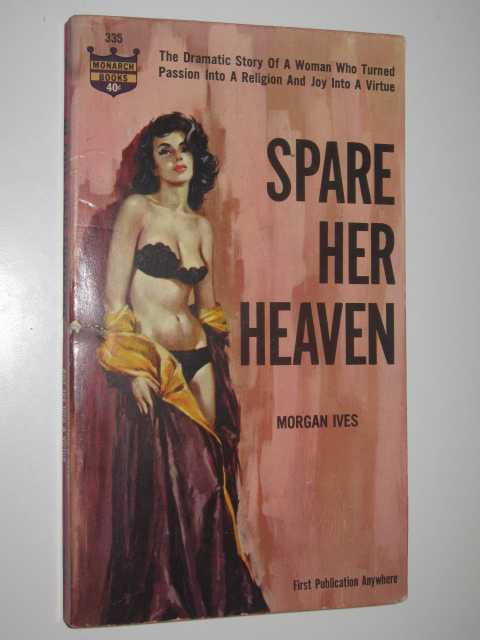 335
MONARCH
BOOKS
40¢
The Dramatic Story Of A Woman Who Turned
Passion Into A Religion And Joy Into A Virtue
SPARE
HER
HEAVEN
MORGAN IVES
First Publication Anywhere